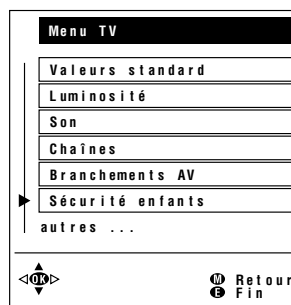 Menu TV
Valeurs standard
Luminosité
Son
Chaînes
Branchements AV
Sécurité enfants
autres ...
OK
M Retour
E Fin